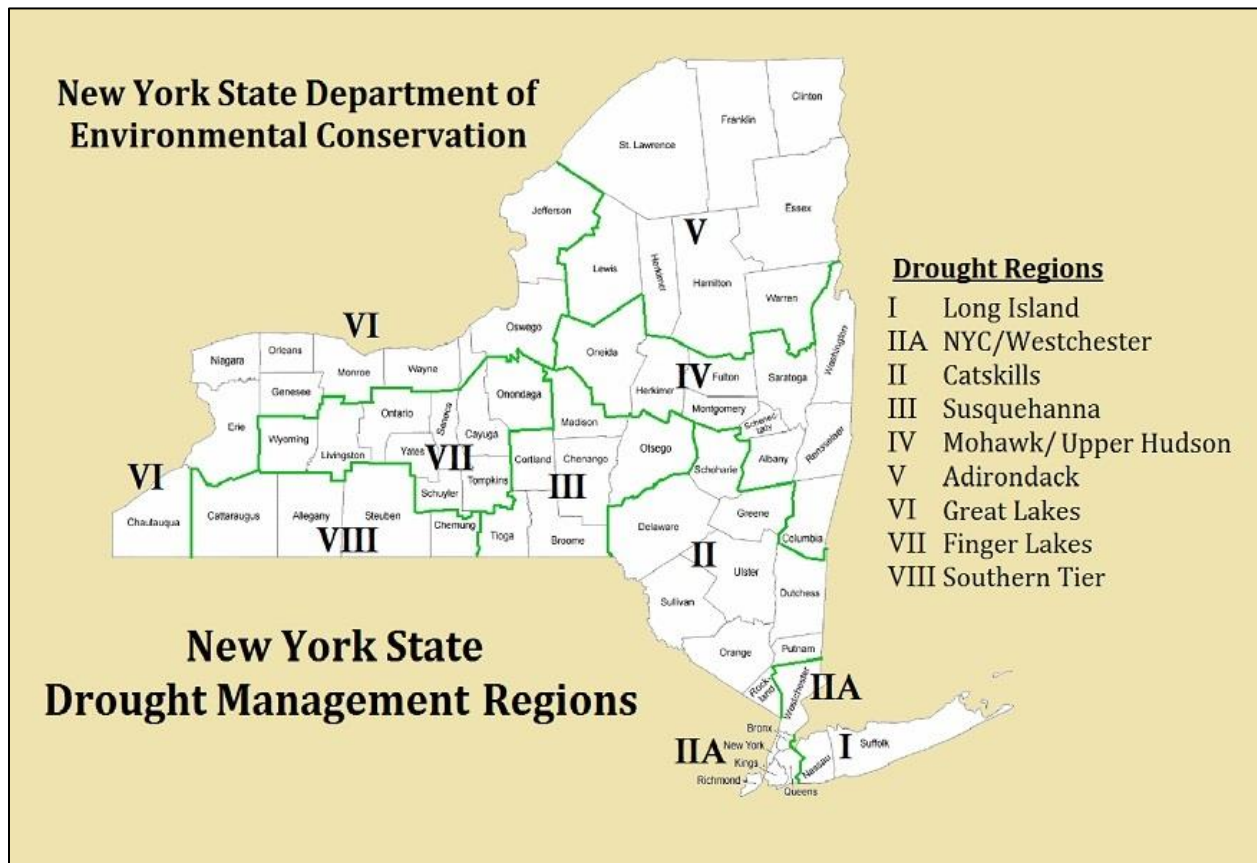 New York State Department of
Environmental Conservation
Clinton
Franklin
St. Lawrence
Essex
Jefferson
V
Lewis
Herkimer
Hamilton
Warren
VI
Oswego
Oneida
Washington
Niagara
Orleans
Monroe
Wayne
IV
Fulton
Saratoga
Genesee
Herkimer
Montgomery
Onondaga
Ontario
Seneca
Madison
Schenec-
tady
Erie
Wyoming
Livingston
Yates
Cayuga
VII
Otsego
Rensselaer
Albany
Schoharie
Cortland
Chenango
VI
Schuyler
Tompkins
III
Chautauqua
Cattaraugus
Allegany
Steuben
Chemung
Tioga
Broome
Delaware
Greene
Columbia
VIII
II
Ulster
Sullivan
Dutchess
Orange
Putnam
Rock-
land
Westchester
IIA
Bronx
New York
IIA
Kings
Richmond
Queens
Nassau
I
Suffolk
Drought Regions
I Long Island
IIA NYC/Westchester
II Catskills
III Susquehanna
IV Mohawk/Upper Hudson
V Adirondack
VI Great Lakes
VII Finger Lakes
VIII Southern Tier
New York State
Drought Management Regions